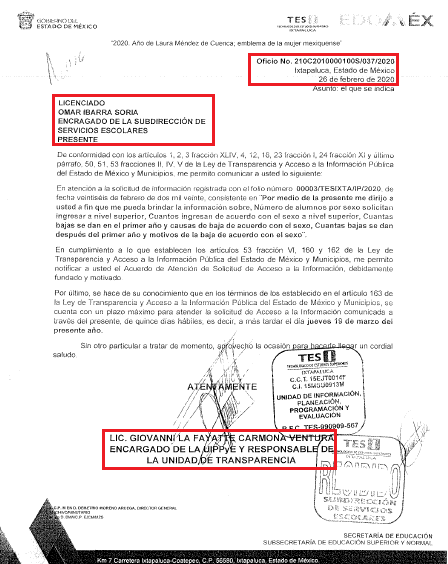 GOBIERNO DEL
ESTADO DE MÉXICO
TES
EDOMÉX
"2020. Año de Laura Méndez de Cuenca; emblema de la mujer mexiquense"
Oficio No. 210C2010000100S/037/2020
Ixtapaluca, Estado de México
26 de febrero de 2020
Asunto: el que se indica
LICENCIADO
OMAR IBARRA SORIA
ENCRAGADO DE LA SUBDIRECCIÓN DE
SERVICIOS ESCOLARES
PRESENTE
De conformidad con los artículos 1, 2, 3 fracción XLIV, 4, 12, 16, 23 fracción I, 24 fracción XI y último
párrafo, 50, 51, 53 fracciones II, IV, V de la Ley de Transparencia y Acceso a la Información Pública
del Estado de México y Municipios, me permito comunicar a usted lo siguiente:
En atención a la solicitud de información registrada con el folio número 00003/TESIXTA/IP/2020, de
fecha veintiséis de febrero de dos mil veinte, consistente en "Por medio de la presente me dirijo a
usted a fin que me pueda brindar la información sobre, Número de alumnos por sexo solicitan
ingresar a nivel superior, Cuantos ingresan de acuerdo con el sexo a nivel superior, Cuantas
bajas se dan en el primer año y causas de baja de acuerdo con el sexo, Cuantas bajas se dan
después del primer año y motivos de la baja de acuerdo con el sexo".
En cumplimiento a lo que establecen los artículos 53 fracción VI, 160 y 162 de la Ley de
Transparencia y Acceso a la Información Pública del Estado de México y Municipios, me permito
notificar a usted el Acuerdo de Atención de Solicitud de Acceso a la Información, debidamente
fundado y motivado.
Por último, se hace de su conocimiento que en los términos de los establecido en el artículo 163 de
la Ley de Transparencia y Acceso a la Información Pública del Estado de México y Municipios, se
cuenta con un plazo máximo para atender la solicitud de Acceso a la Información comunicada a
través del presente, de quince días hábiles, es decir, a más tardar el día jueves 19 de marzo del
presente año.
Sin otro particular a tratar de momento, aprovecho la ocasión para hacerle llegar un cordial
saludo.
ATENTAMENTE
TES
TECNOLÓGICO DE ESTUDIOS SUPERIORES
IXTAPALUCA
C.C.T. 15EJT0014T
UNIDAD DE INFORMACIÓN,
PLANEACIÓN,
PROGRAMACIÓN Y
EVALUACIÓN
R.F.C. TES-990909-567
LIC. GIOVANNI LA FAYATTE CARMONA VENTURA
ENCARGADO DE LA UIPPyE Y RESPONSABLE DE
LA UNIDAD DE TRANSPARENCIA
TES
RECIBIDO
SUBDIRECCIÓN
DE SERVICIOS
ESCOLARES
SECRETARÍA DE EDUCACIÓN
SUBSECRETARÍA DE EDUCACIÓN SUPERIOR Y NORMAL
Km 7 Carretera Ixtapaluca-Coatepec, C.P. 56580, Ixtapaluca, Estado de México.